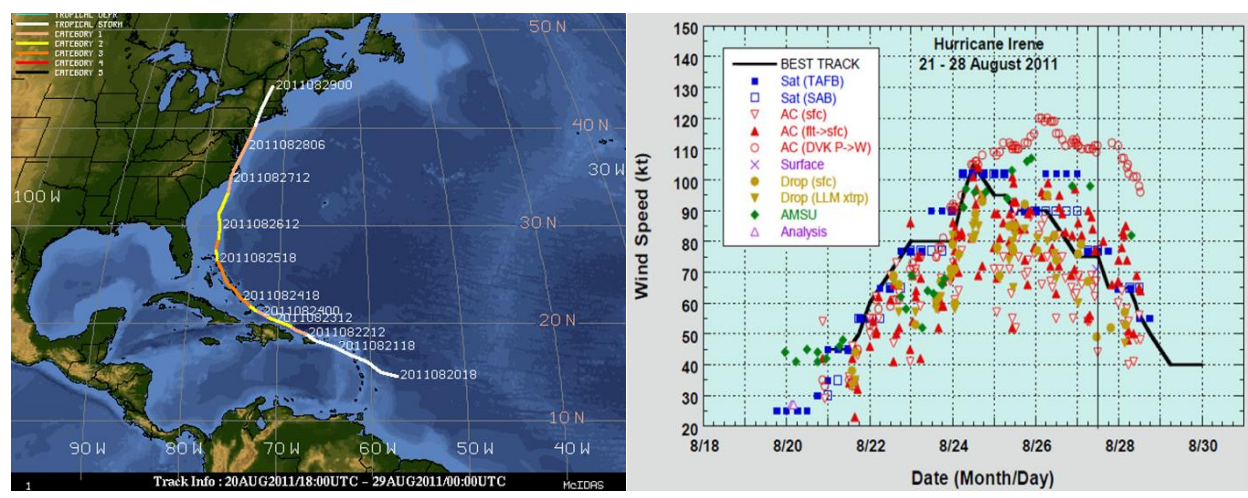 TROPICAL DEPR
TROPICAL STORM
CATEGORY 1
CATEGORY 2
CATEGORY 3
CATEGORY 4
CATEGORY 5
50 N
2011082900
40 N
2011082806
30 W
100 W
2011082712
2011082612
30 N
2011082518
2011082418
2011082400
2011082312
20 N
2011082212
2011082118
2011082018
10 N
90 W
80 W
70 W
60 W
50 W
40 W
1
Track Info : 20AUG2011/18:00UTC – 29AUG2011/00:00UTC
McIDAS
Hurricane Irene
21 - 28 August 2011
BEST TRACK
Sat (TAFB)
Sat (SAB)
AC (sfc)
AC (flt->sfc)
AC (DVK P->W)
Surface
Drop (sfc)
Drop (LLM xtrp)
AMSU
Analysis
Wind Speed (kt)
150
140
130
120
110
100
90
80
70
60
50
40
30
20
8/18
8/20
8/22
8/24
8/26
8/28
8/30
Date (Month/Day)